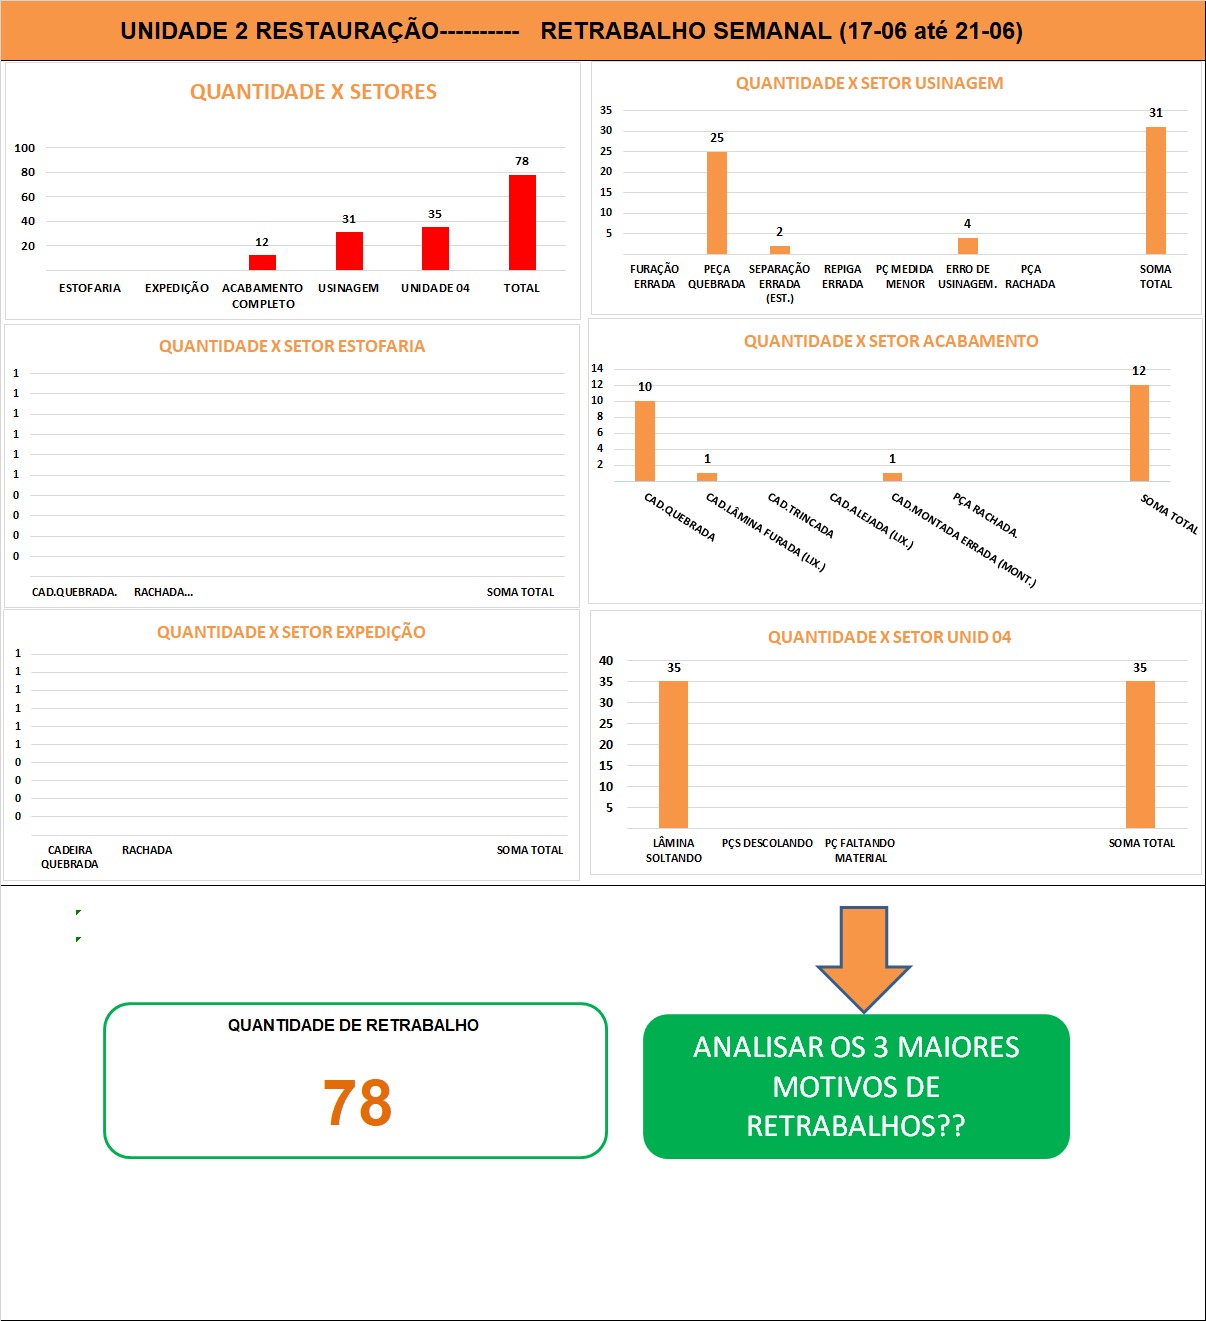 UNIDADE 2 RESTAURAÇÃO---------- RETRABALHO SEMANAL (17-06 até 21-06)
QUANTIDADE X SETORES
100
80
60
40
20
12
31
35
78
ESTOFARIA EXPEDIÇÃO ACABAMENTO USINAGEM UNIDADE 04 TOTAL
COMPLETO
QUANTIDADE X SETOR USINAGEM
35
30
25
20
15
10
5
25
2
4
31
FURAÇÃO PEÇA SEPARAÇÃO REPIGA PÇ MEDIDA ERRO DE PÇA SOMA
ERRADA QUEBRADA ERRADA ERRADA MENOR USINAGEM. RACHADA TOTAL
(EST.)
QUANTIDADE X SETOR ESTOFARIA
1
1
1
1
1
1
0
0
0
0
CAD.QUEBRADA. RACHADA... SOMA TOTAL
QUANTIDADE X SETOR ACABAMENTO
14
12
10
8
6
4
2
10
1
1
12
CAD.QUEBRADA
CAD.LÂMINA FURADA (LIX.)
CAD.TRINCADA
CAD.ALEJADA (LIX.)
CAD.MONTADA ERRADA (MONT.)
PÇA RACHADA.
SOMA TOTAL
QUANTIDADE X SETOR EXPEDIÇÃO
1
1
1
1
1
1
0
0
0
0
CADEIRA RACHADA SOMA TOTAL
QUEBRADA
QUANTIDADE X SETOR UNID 04
40
35
30
25
20
15
10
5
35
35
LÂMINA PÇS DESCOLANDO PÇ FALTANDO SOMA TOTAL
SOLTANDO MATERIAL
QUANTIDADE DE RETRABALHO
78
ANALISAR OS 3 MAIORES
MOTIVOS DE
RETRABALHOS??